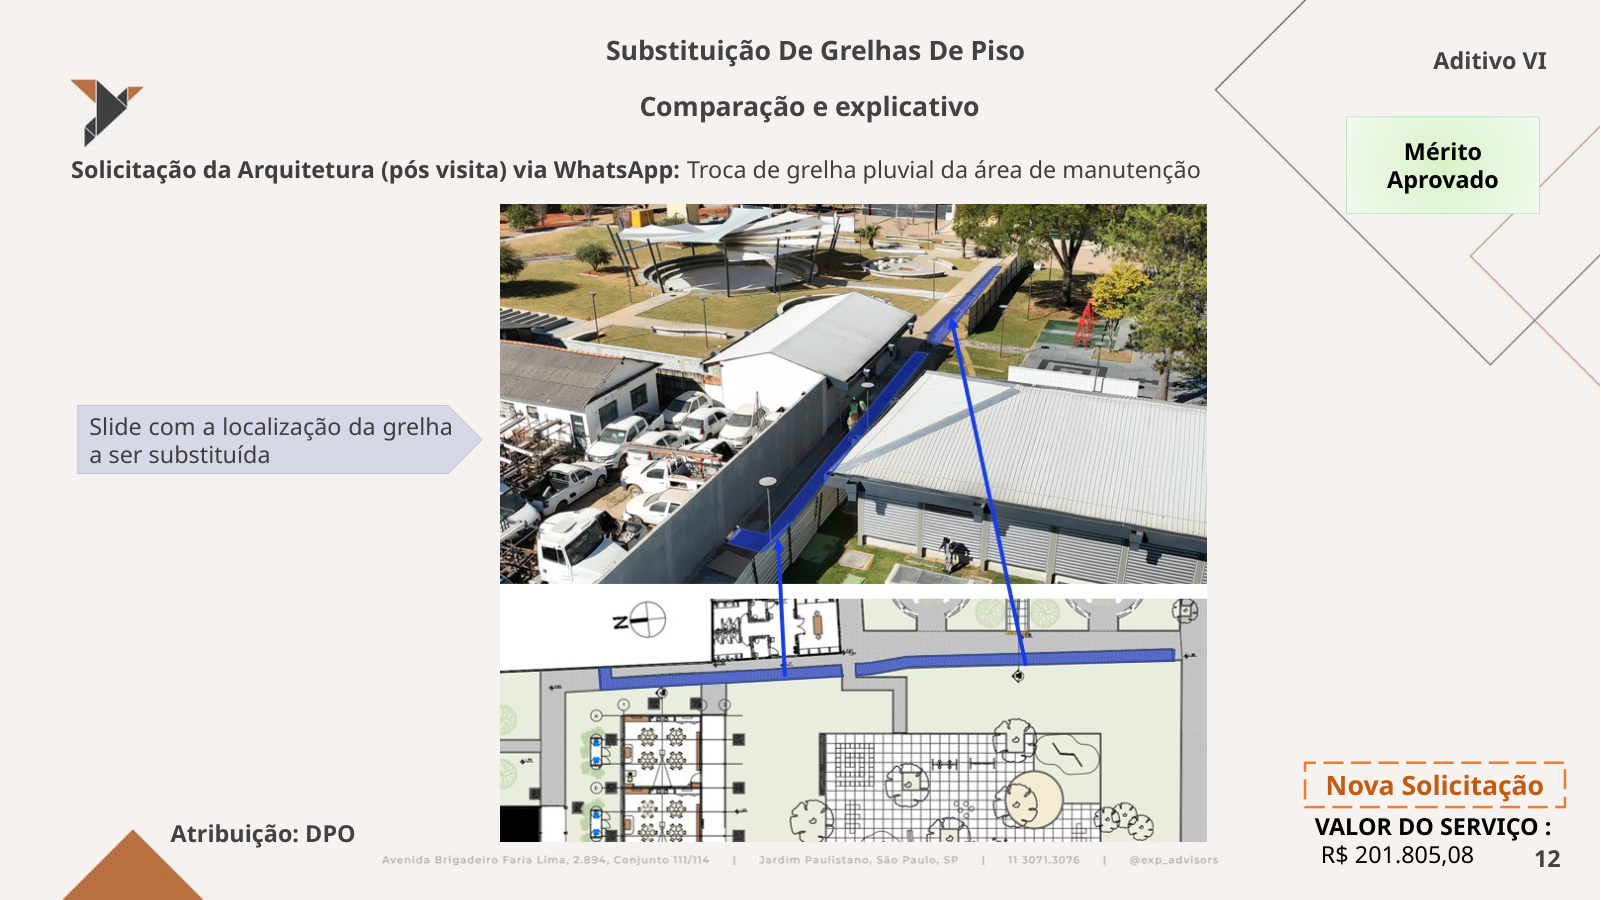 Substituição De Grelhas De Piso
Aditivo VI
Comparação e explicativo
Mérito
Aprovado
Solicitação da Arquitetura (pós visita) via WhatsApp: Troca de grelha pluvial da área de manutenção
Slide com a localização da grelha
a ser substituída
N
Nova Solicitação
VALOR DO SERVIÇO :
R$ 201.805,08
Atribuição: DPO
Avenida Brigadeiro Faria Lima, 2.894, Conjunto 111/114 | Jardim Paulistano, São Paulo, SP | 11 3071.3076 | @exp_advisors
12